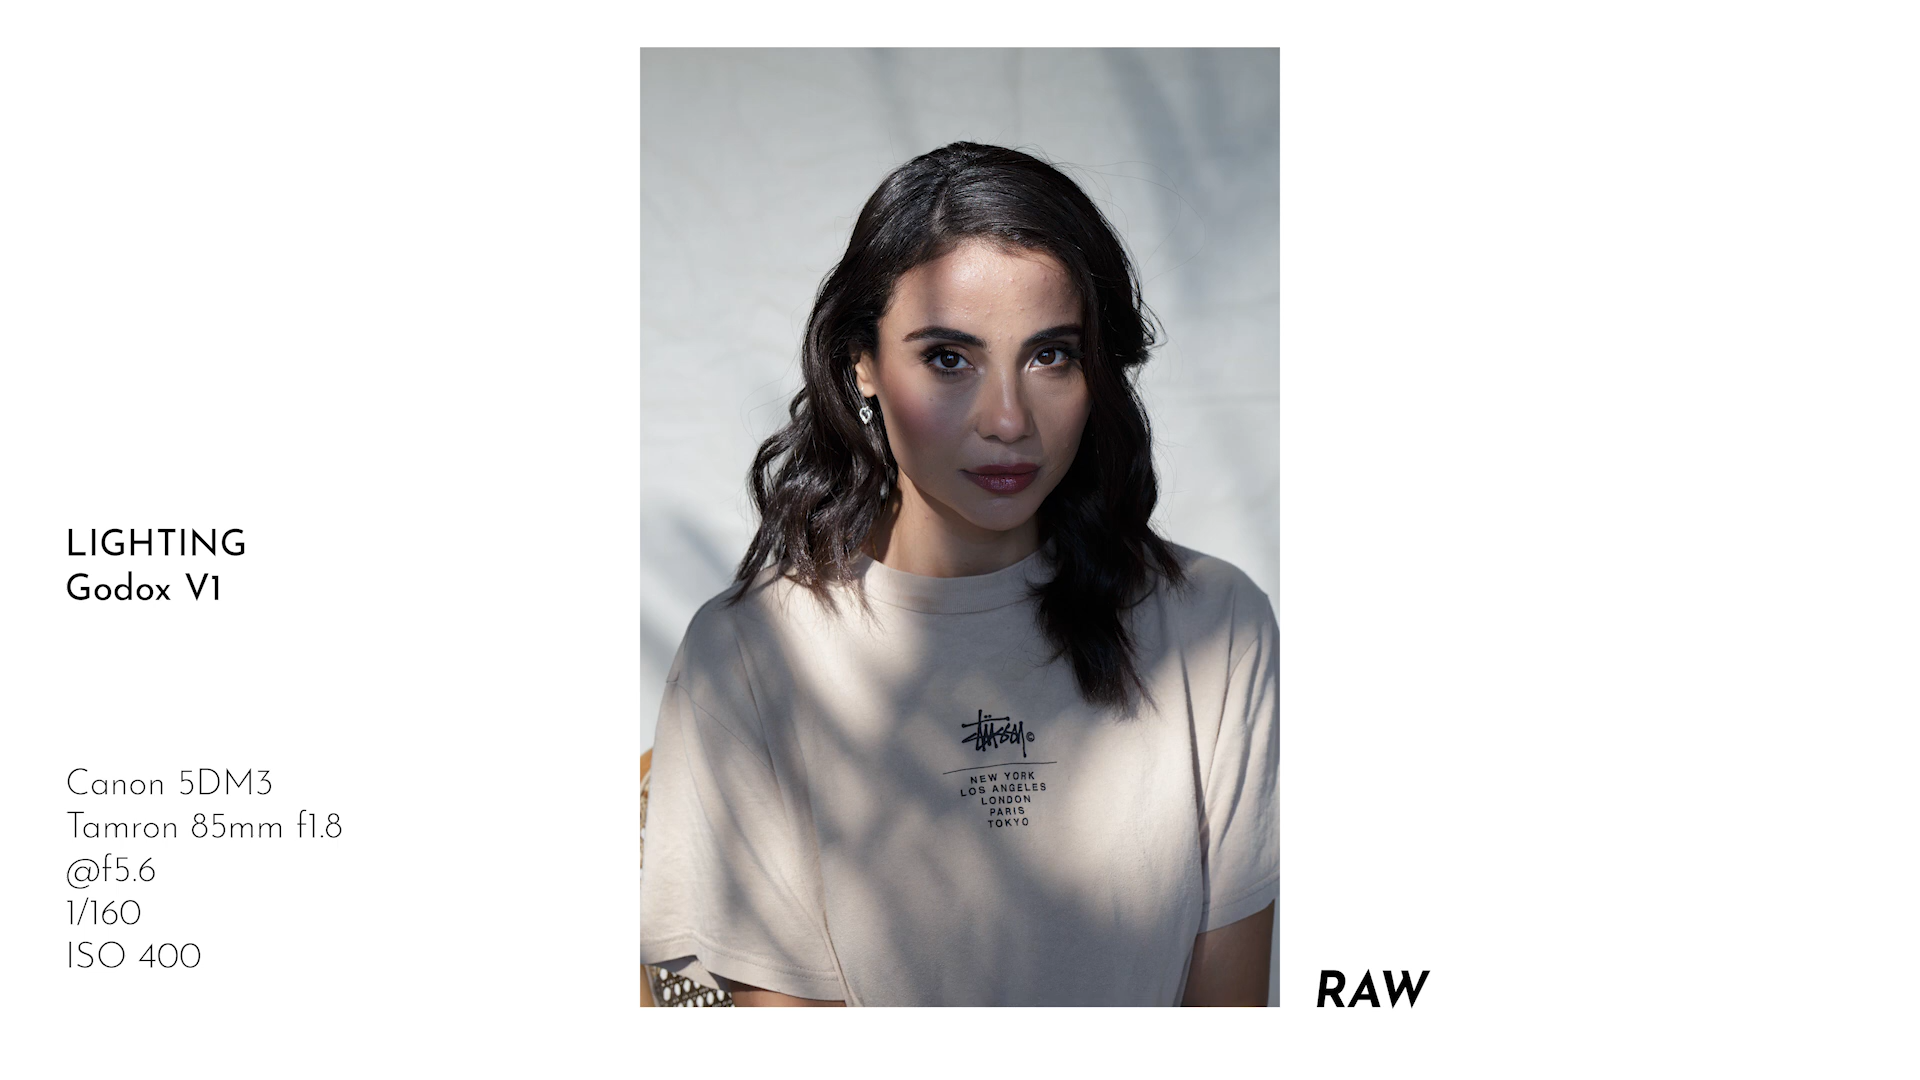 LIGHTING
Godox V1
Canon 5DM3
Tamron 85mm f1.8
@f5.6
1/160
ISO 400
Stüssy©
NEW YORK
LOS ANGELES
LONDON
PARIS
TOKYO
RAW